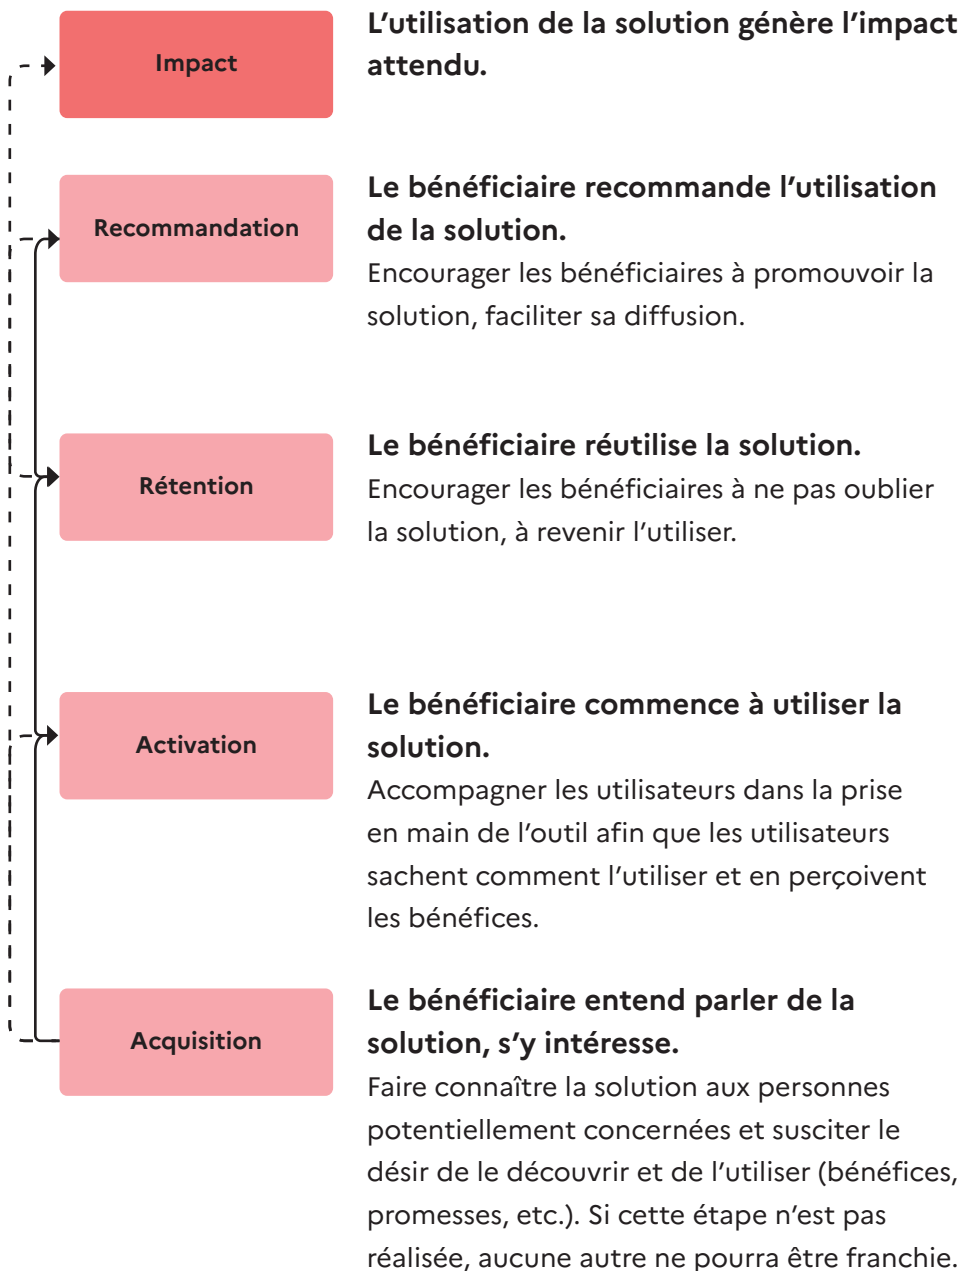 Impact
L’utilisation de la solution génère l’impact
attendu.
Recommandation
Le bénéficiaire recommande l’utilisation
de la solution.
Encourager les bénéficiaires à promouvoir la
solution, faciliter sa diffusion.
Rétention
Le bénéficiaire réutilise la solution.
Encourager les bénéficiaires à ne pas oublier
la solution, à revenir l’utiliser.
Activation
Le bénéficiaire commence à utiliser la
solution.
Accompagner les utilisateurs dans la prise
en main de l’outil afin que les utilisateurs
sachent comment l’utiliser et en perçoivent
les bénéfices.
Acquisition
Le bénéficiaire entend parler de la
solution, s’y intéresse.
Faire connaître la solution aux personnes
potentiellement concernées et susciter le
désir de le découvrir et de l’utiliser (bénéfices,
promesses, etc.). Si cette étape n’est pas
réalisée, aucune autre ne pourra être franchie.